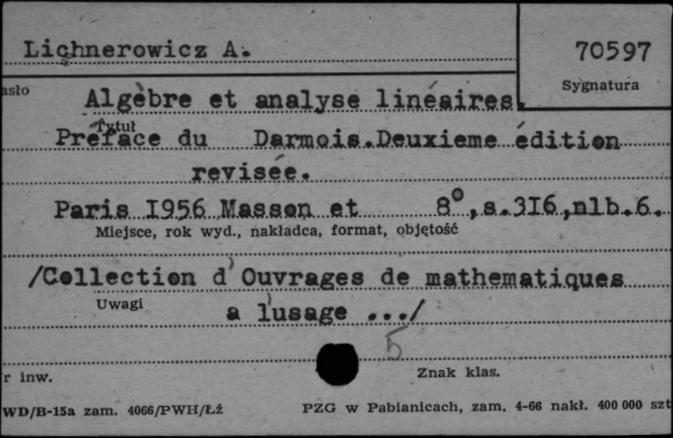 Lichnerowicz A.
70597
Sygnatura
asło
Algèbre et analyse linéaires.
Tytuł
Préface du Darmois.Deuxieme édition
revisée.
Paris 1956 Masson et 8°,s.316,nlb.6.
Miejsce, rok wyd., nakładca, format, objętość
/Collection d'Ouvrages de mathematiques
Uwagi
a l'usage .../
5
r inw.
Znak klas.
WD/B-15a zam. 4066/PWH/Łź
PZG w Pabianicach, zam. 4-66 nakł. 400 000 szt